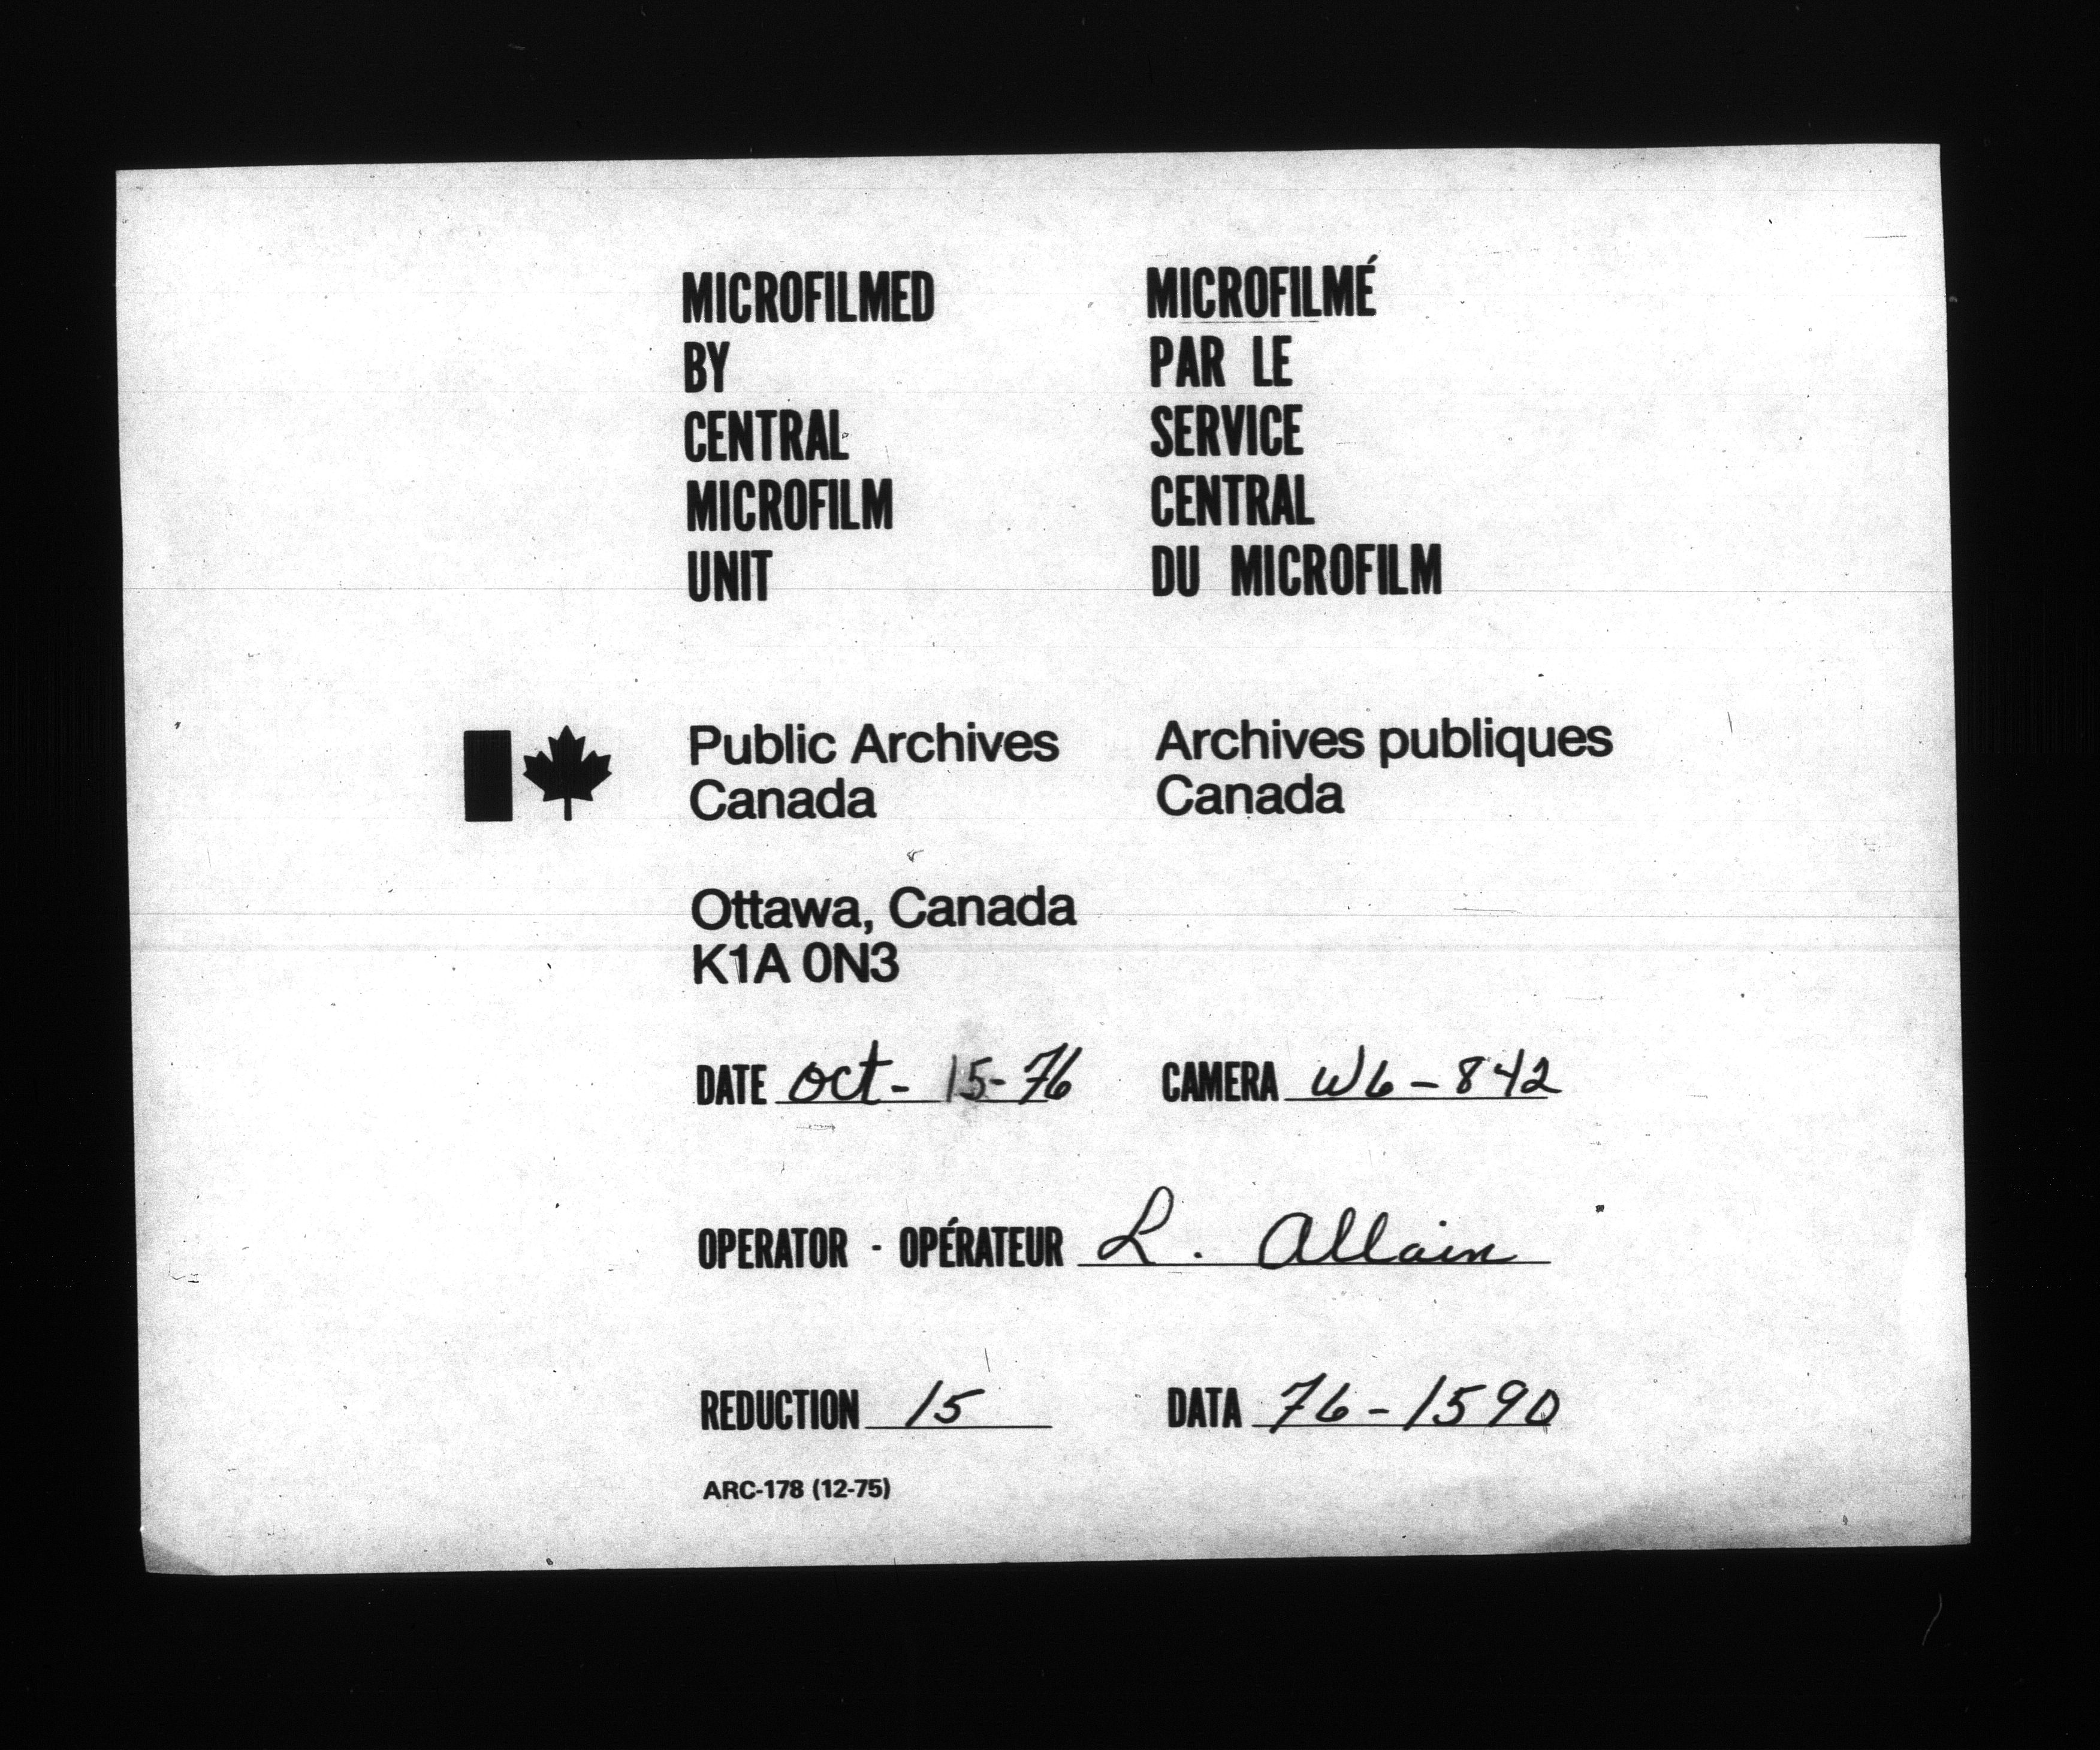 MICROFILMED
BY
CENTRAL
MICROFILM
UNIT
MICROFILMÉ
PAR LE
SERVICE
CENTRAL
DU MICROFILM
Public Archives
Canada
Archives publiques
Canada
Ottawa, Canada
K1A 0N3
DATE oct- 15-76 CAMERA W6-842
OPERATOR - OPÉRATEUR L. Allain
REDUCTION 15 DATA 76-1590
ARC-178 (12-75)